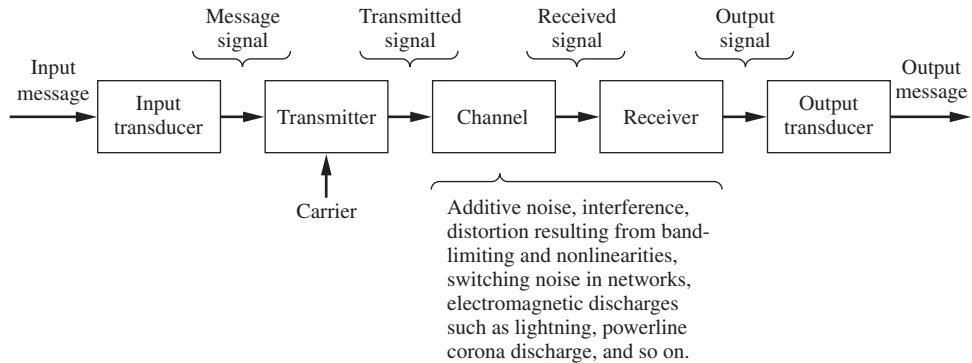 Message
signal
Transmitted
signal
Received
signal
Output
signal
Input
message
Output
message
Input
transducer
Transmitter
Channel
Receiver
Output
transducer
Carrier
Additive noise, interference,
distortion resulting from band-
limiting and nonlinearities,
switching noise in networks,
electromagnetic discharges
such as lightning, powerline
corona discharge, and so on.